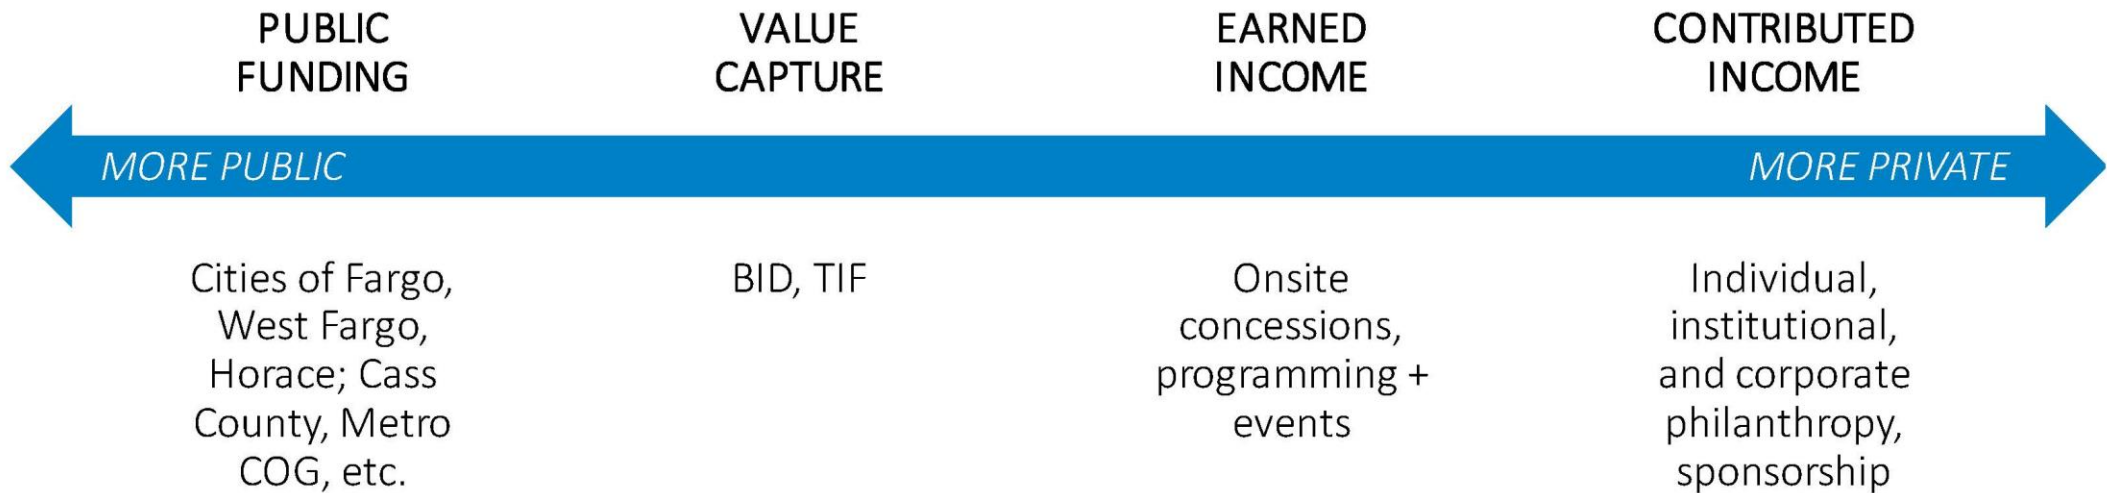 PUBLIC
FUNDING
VALUE
CAPTURE
EARNED
INCOME
CONTRIBUTED
INCOME
MORE PUBLIC
MORE PRIVATE
Cities of Fargo,
West Fargo,
Horace; Cass
County, Metro
COG, etc.
BID, TIF
Onsite
concessions,
programming +
events
Individual,
institutional,
and corporate
philanthropy,
sponsorship